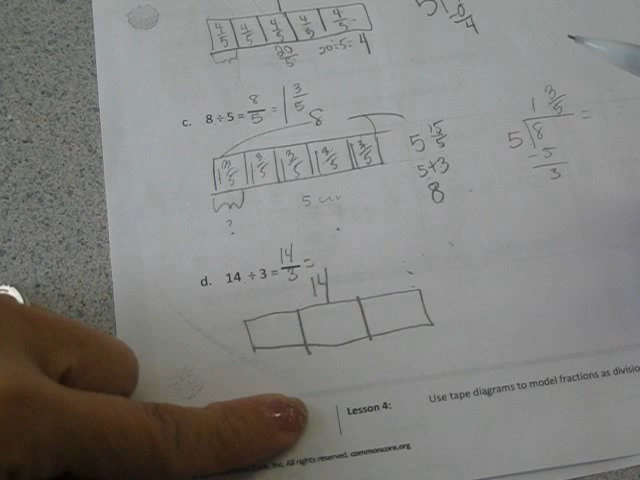 4/5 4/5 4/5 4/5 4/5
20/5 20÷5= 4
c. 8 ÷ 5 = 8/5 = 1 3/5
8
1 3/5 1 3/5 1 3/5 1 3/5 1 3/5
?
5 15/5
5+3
8
1 3/5 =
5 8
-5
3
d. 14 ÷ 3 = 14/3 =
14
Lesson 4: Use tape diagrams to model fractions as divisio
Inc. All rights reserved. commoncore.org